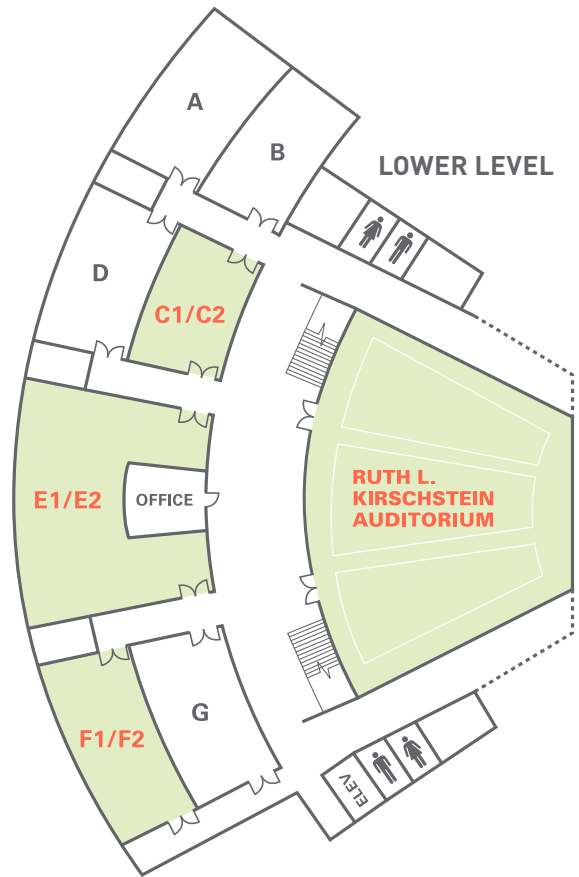 A
B
LOWER LEVEL
D
C1/C2
E1/E2
OFFICE
RUTH L.
KIRSCHSTEIN
AUDITORIUM
G
F1/F2
ELEV